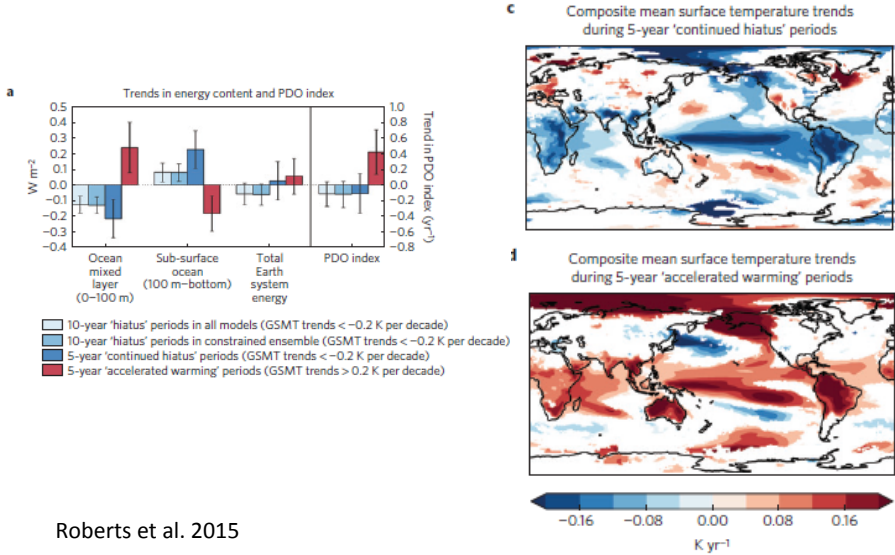 a
Trends in energy content and PDO index
0.5
0.4
0.3
0.2
0.1
0.0
−0.1
−0.2
−0.3
−0.4
W m−2
1.0
0.8
0.6
0.4
0.2
0.0
−0.2
−0.4
−0.6
−0.8
Trend in PDO index (yr−1)
Ocean
mixed
layer
(0–100 m)
Sub-surface
ocean
(100 m–bottom)
Total
Earth
system
energy
PDO index
10-year ‘hiatus’ periods in all models (GSMT trends < −0.2 K per decade)
10-year ‘hiatus’ periods in constrained ensemble (GSMT trends < −0.2 K per decade)
5-year ‘continued hiatus’ periods (GSMT trends < −0.2 K per decade)
5-year ‘accelerated warming’ periods (GSMT trends > 0.2 K per decade)
c
Composite mean surface temperature trends
during 5-year ‘continued hiatus’ periods
d
Composite mean surface temperature trends
during 5-year ‘accelerated warming’ periods
−0.16 −0.08 0.00 0.08 0.16
K yr−1
Roberts et al. 2015